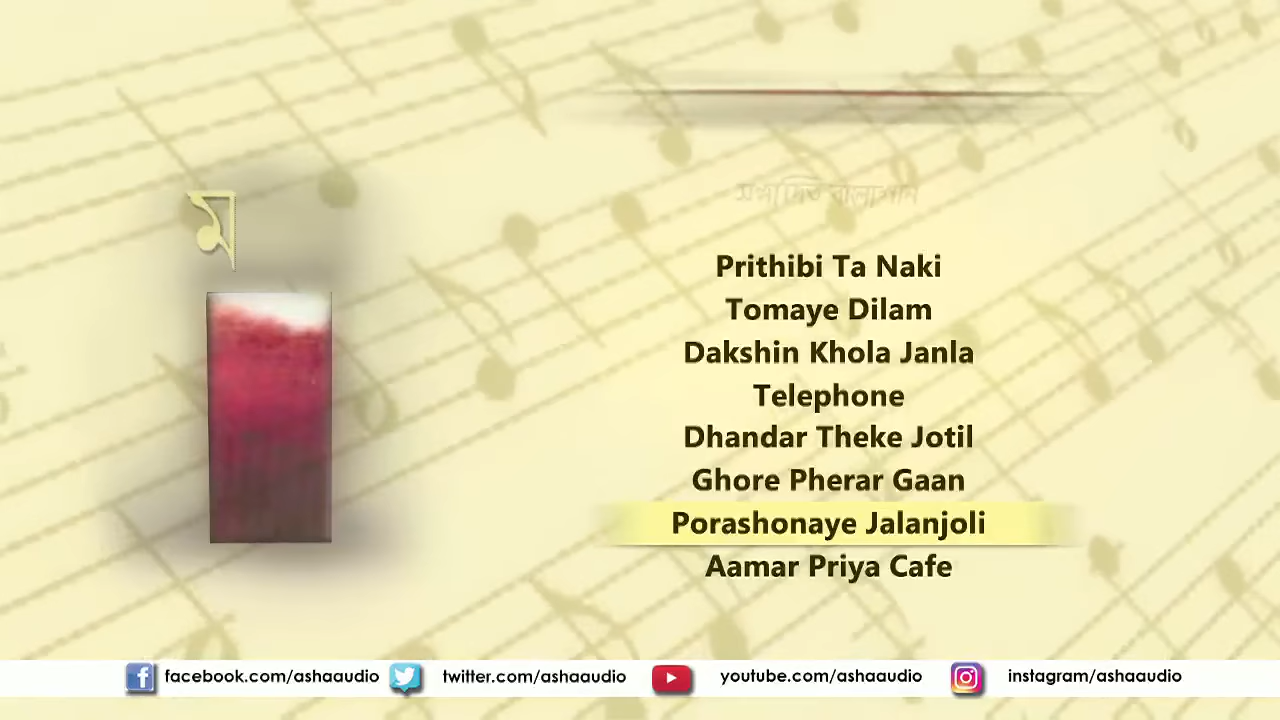 Prithibi Ta Naki
Tomaye Dilam
Dakshin Khola Janla
Telephone
Dhandar Theke Jotil
Ghore Pherar Gaan
Porashonaye Jalanjoli
Aamar Priya Cafe
facebook.com/ashaaudio twitter.com/ashaaudio youtube.com/ashaaudio instagram/ashaaudio